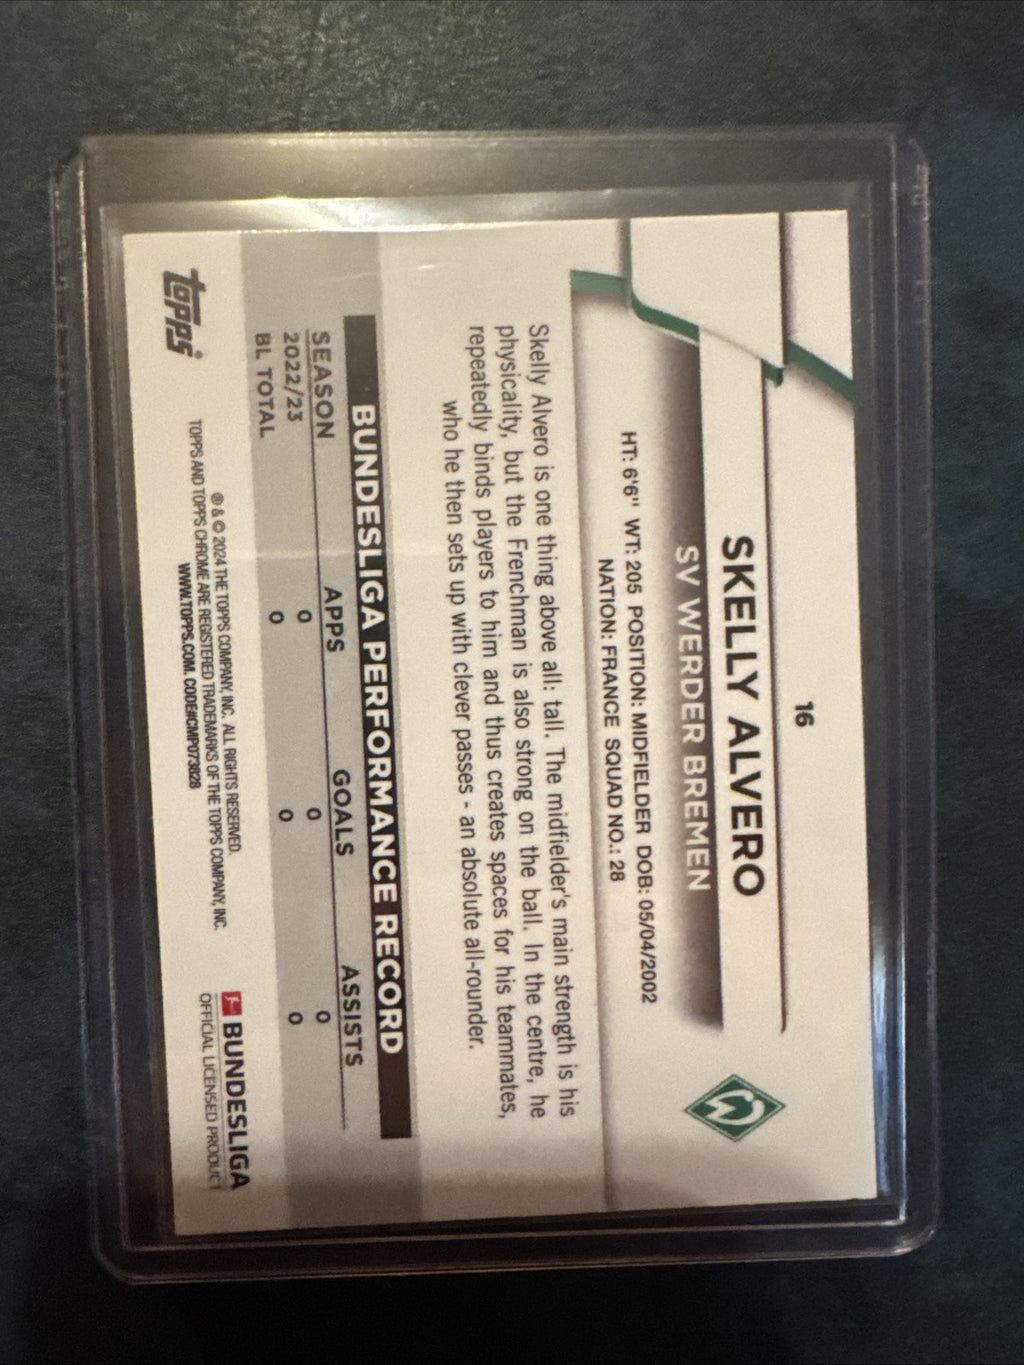 16
SKELLY ALVERO
SV WERDER BREMEN
HT: 6'6" WT: 205 POSITION: MIDFIELDER DOB: 05/04/2002
NATION: FRANCE SQUAD NO.: 28
Skelly Alvero is one thing above all: tall. The midfielder's main strength is his
physicality, but the Frenchman is also strong on the ball. In the centre, he
repeatedly binds players to him and thus creates spaces for his teammates,
who he then sets up with clever passes - an absolute all-rounder.
BUNDESLIGA PERFORMANCE RECORD
SEASON APPS GOALS ASSISTS
2022/23 0 0 0
BL TOTAL 0 0 0
topps
® & © 2024 THE TOPPS COMPANY, INC. ALL RIGHTS RESERVED.
TOPPS AND TOPPS CHROME ARE REGISTERED TRADEMARKS OF THE TOPPS COMPANY, INC.
WWW.TOPPS.COM. CODE#CMP073828
BUNDESLIGA
OFFICIAL LICENSED PRODUCT